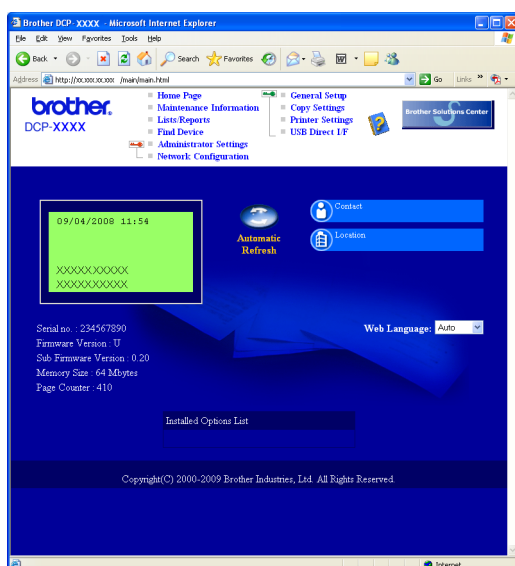 Brother DCP- XXXX - Microsoft Internet Explorer
File Edit View Favorites Tools Help
Back Search Favorites
Address http://xx.xxx.xx.xxx /main/main.html Go Links »
brother.
DCP-XXXX
Home Page
Maintenance Information
Lists/Reports
Find Device
Administrator Settings
Network Configuration
General Setup
Copy Settings
Printer Settings
USB Direct I/F
Brother Solutions Center
09/04/2008 11:54
XXXXXXXXXX
XXXXXXXXXX
Automatic
Refresh
Contact
Location
Serial no. : 234567890
Firmware Version : U
Sub Firmware Version : 0.20
Memory Size : 64 Mbytes
Page Counter : 410
Web Language: Auto
Installed Options List
Copyright(C) 2000-2009 Brother Industries, Ltd. All Rights Reserved.
Internet